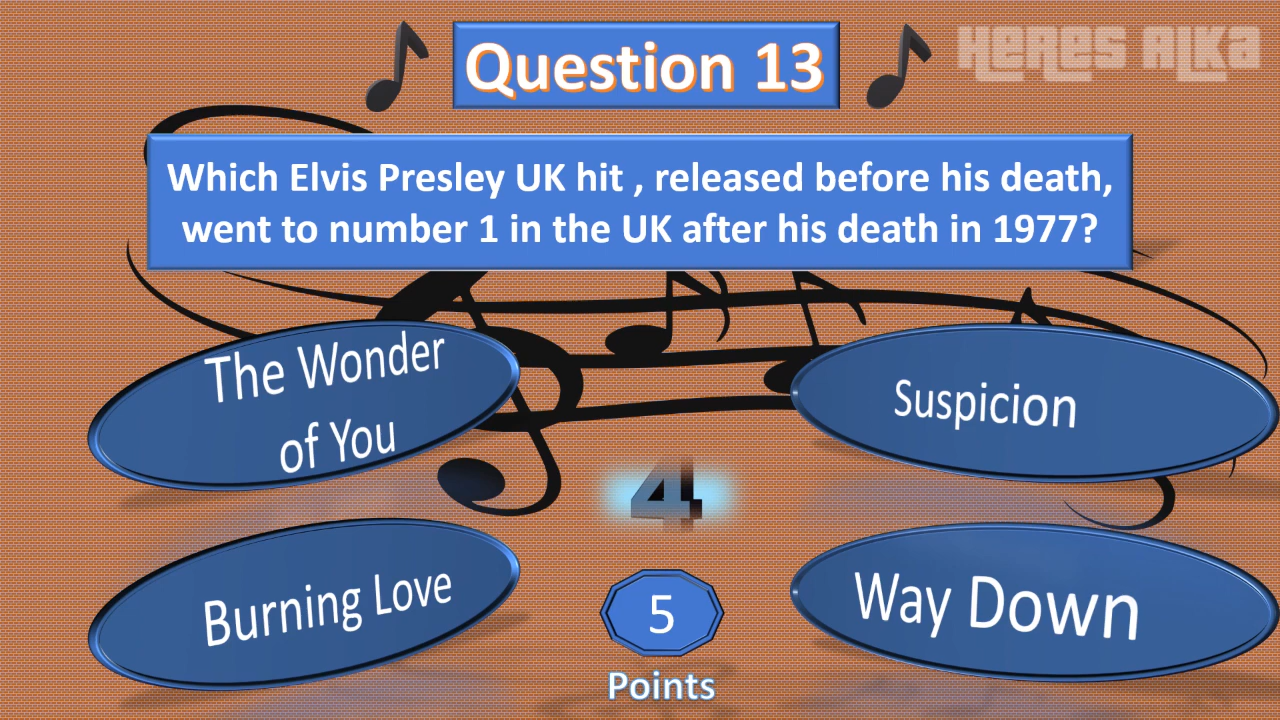 HERES ALKA
Question 13
Which Elvis Presley UK hit , released before his death,
went to number 1 in the UK after his death in 1977?
The Wonder
of You
Suspicion
4
Burning Love
Way Down
5
Points